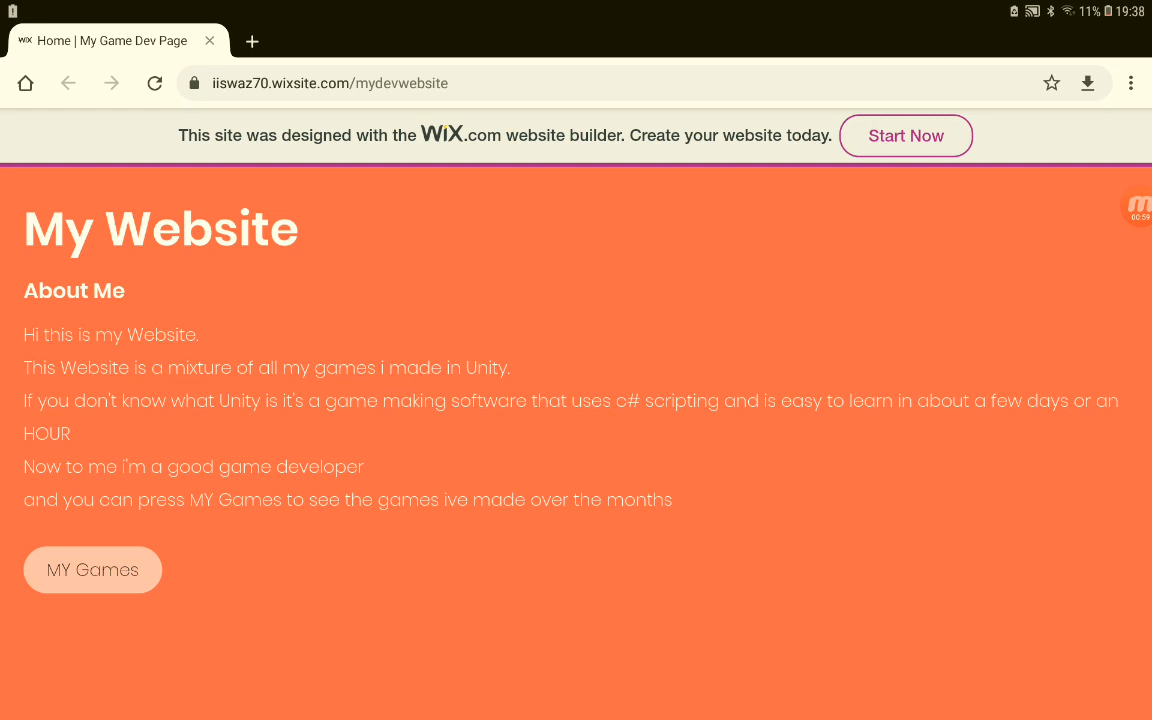 11% 19:38
WiX Home | My Game Dev Page
iiswaz70.wixsite.com/mydevwebsite
This site was designed with the WiX.com website builder. Create your website today. Start Now
My Website
00:59
About Me
Hi this is my Website.
This Website is a mixture of all my games i made in Unity.
If you don't know what Unity is it's a game making software that uses c# scripting and is easy to learn in about a few days or an
HOUR
Now to me i'm a good game developer
and you can press MY Games to see the games ive made over the months
MY Games